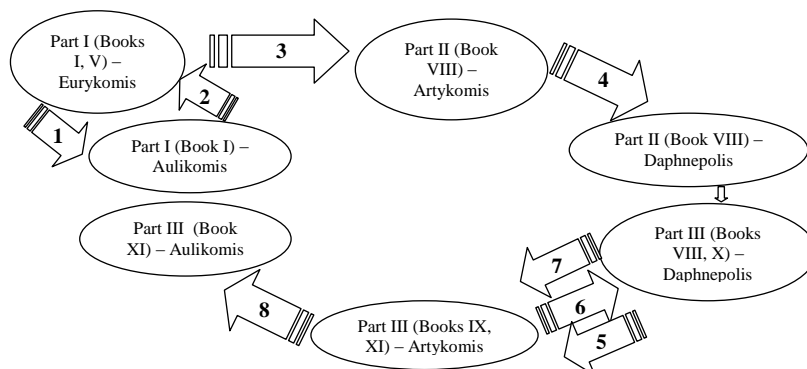 Part I (Books
I, V) –
Eurykomis
3
Part II (Book
VIII) –
Artykomis
4
2
1
Part I (Book I) –
Aulikomis
Part II (Book VIII) –
Daphnepolis
Part III (Book
XI) – Aulikomis
Part III (Books
VIII, X) –
Daphnepolis
7
8
6
Part III (Books IX,
XI) – Artykomis
5